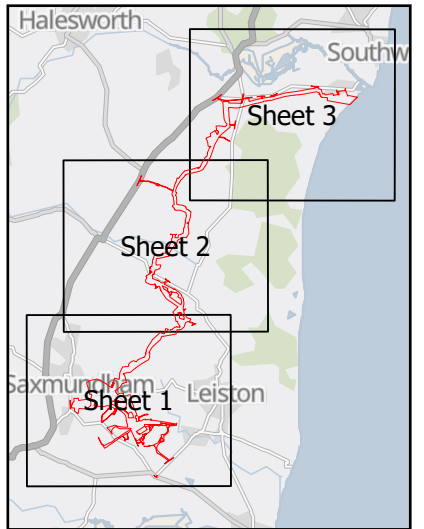 Halesworth
Southw
Sheet 3
Sheet 2
Saxmundham
Sheet 1
Leiston